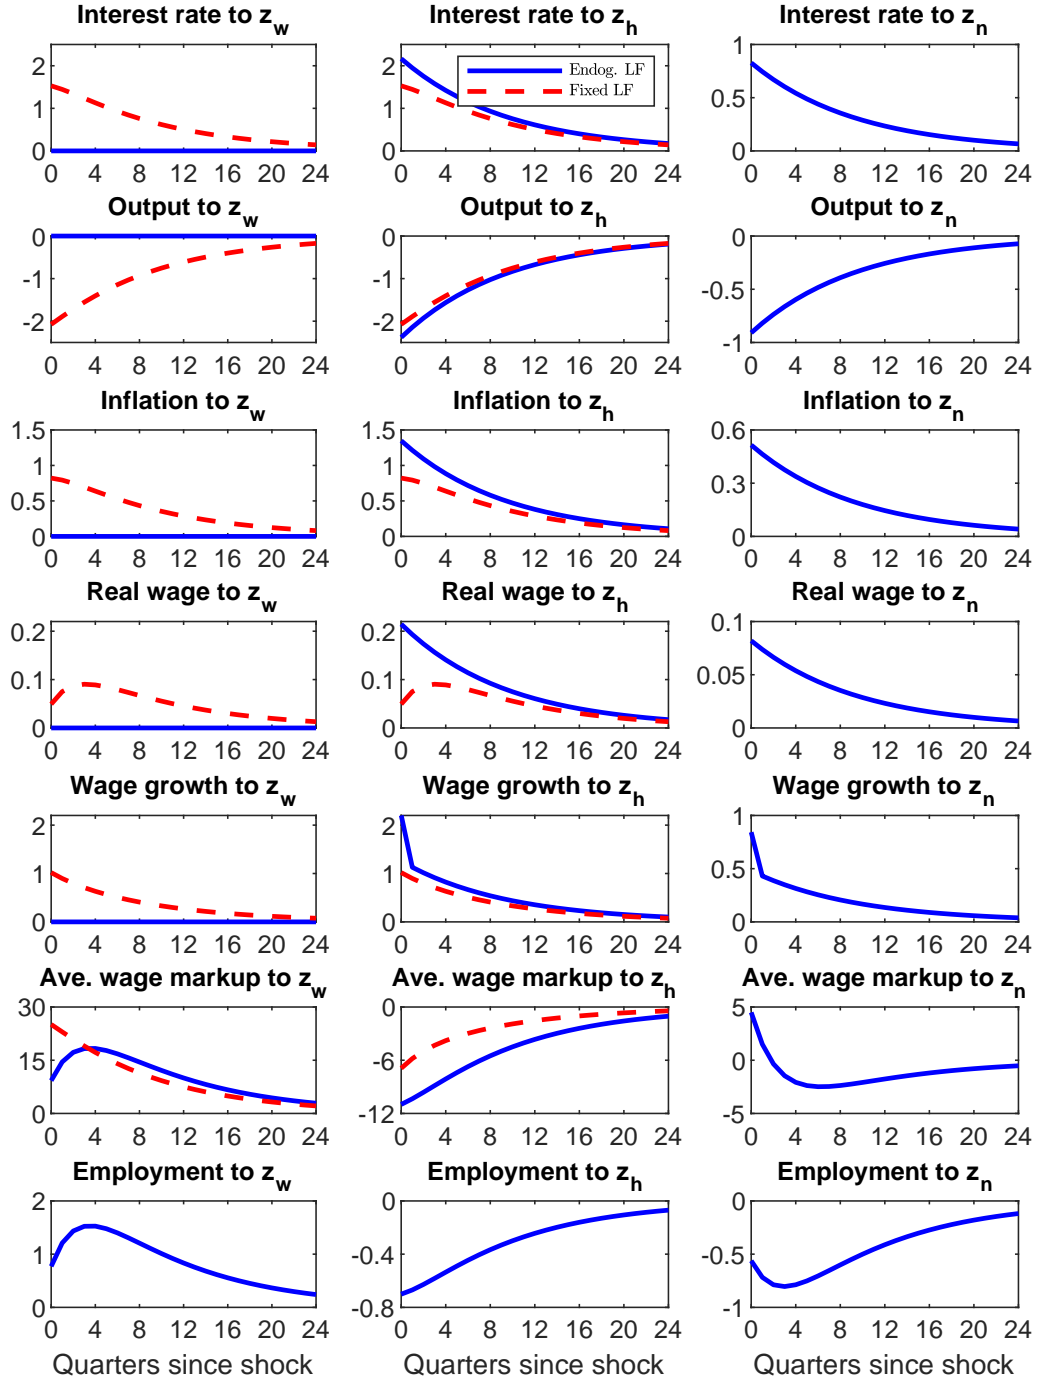 Interest rate to z_w
Interest rate to z_h
Interest rate to z_n
2
1
0
2
1
0
Endog. LF
Fixed LF
1
0.5
0
0 4 8 12 16 20 24
0 4 8 12 16 20 24
0 4 8 12 16 20 24
Output to z_w
Output to z_h
Output to z_n
0
-1
-2
0
-1
-2
0
-0.5
-1
0 4 8 12 16 20 24
0 4 8 12 16 20 24
0 4 8 12 16 20 24
Inflation to z_w
Inflation to z_h
Inflation to z_n
1.5
1
0.5
0
1.5
1
0.5
0
0.6
0.3
0
0 4 8 12 16 20 24
0 4 8 12 16 20 24
0 4 8 12 16 20 24
Real wage to z_w
Real wage to z_h
Real wage to z_n
0.2
0.1
0
0.2
0.1
0
0.1
0.05
0
0 4 8 12 16 20 24
0 4 8 12 16 20 24
0 4 8 12 16 20 24
Wage growth to z_w
Wage growth to z_h
Wage growth to z_n
2
1
0
2
1
0
1
0.5
0
0 4 8 12 16 20 24
0 4 8 12 16 20 24
0 4 8 12 16 20 24
Ave. wage markup to z_w
Ave. wage markup to z_h
Ave. wage markup to z_n
30
15
0
0
-6
-12
5
0
-5
0 4 8 12 16 20 24
0 4 8 12 16 20 24
0 4 8 12 16 20 24
Employment to z_w
Employment to z_h
Employment to z_n
2
1
0
0
-0.4
-0.8
0
-0.5
-1
0 4 8 12 16 20 24
0 4 8 12 16 20 24
0 4 8 12 16 20 24
Quarters since shock
Quarters since shock
Quarters since shock